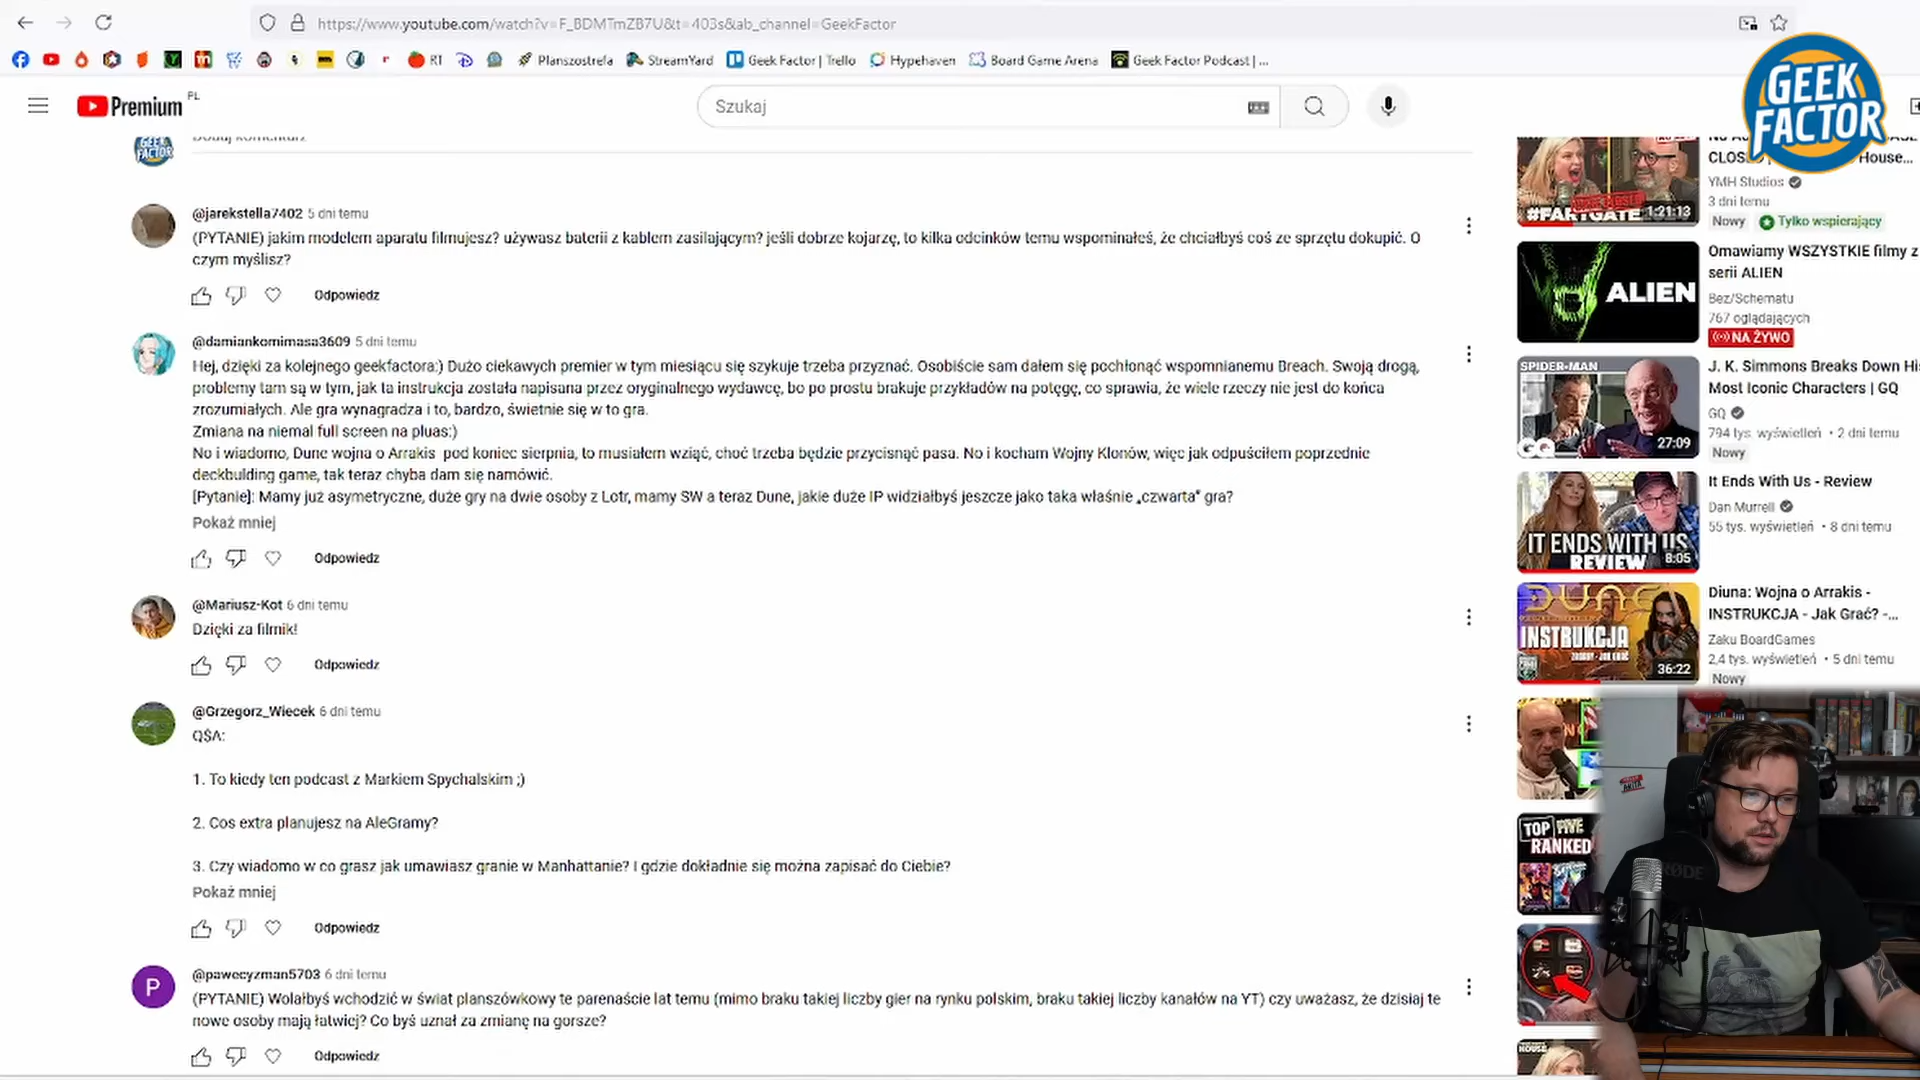 https://www.youtube.com/watch?v=F_BDMTmZB7U&t=403s&ab_channel=GeekFactor
RT
Planszostrefa
StreamYard
Geek Factor | Trello
Hypehaven
Board Game Arena
Geek Factor Podcast | ...
GEEK
FACTOR
Premium PL
Szukaj
Dodaj komentarz
GEEK
FACTOR
@jarekstella7402 5 dni temu
(PYTANIE) jakim modelem aparatu filmujesz? używasz baterii z kablem zasilającym? jeśli dobrze kojarzę, to kilka odcinków temu wspominałeś, że chciałbyś coś ze sprzętu dokupić. O
czym myślisz?
Odpowiedz
@damiankomimasa3609 5 dni temu
Hej, dzięki za kolejnego geekfactora:) Dużo ciekawych premier w tym miesiącu się szykuje trzeba przyznać. Osobiście sam dałem się pochłonąć wspomnianemu Breach. Swoją drogą,
problemy tam są w tym, jak ta instrukcja została napisana przez oryginalnego wydawcę, bo po prostu brakuje przykładów na potęgę, co sprawia, że wiele rzeczy nie jest do końca
zrozumiałych. Ale gra wynagradza i to, bardzo, świetnie się w to gra.
Zmiana na niemal full screen na pluas:)
No i wiadomo, Dune wojna o Arrakis pod koniec sierpnia, to musiałem wziąć, choć trzeba będzie przycisnąć pasa. No i kocham Wojny Klonów, więc jak odpuściłem poprzednie
deckbulding game, tak teraz chyba dam się namówić.
[Pytanie]: Mamy już asymetryczne, duże gry na dwie osoby z Lotr, mamy SW a teraz Dune, jakie duże IP widziałbyś jeszcze jako taka właśnie „czwarta” gra?
Pokaż mniej
Odpowiedz
@Mariusz-Kot 6 dni temu
Dzięki za filmik!
Odpowiedz
@Grzegorz_Wiecek 6 dni temu
Q$A:
1. To kiedy ten podcast z Markiem Spychalskim ;)
2. Cos extra planujesz na AleGramy?
3. Czy wiadomo w co grasz jak umawiasz granie w Manhattanie? I gdzie dokładnie się można zapisać do Ciebie?
Pokaż mniej
Odpowiedz
P
@pawecyzman5703 6 dni temu
(PYTANIE) Wolałbyś wchodzić w świat planszówkowy te parenaście lat temu (mimo braku takiej liczby gier na rynku polskim, braku takiej liczby kanałów na YT) czy uważasz, że dzisiaj te
nowe osoby mają łatwiej? Co byś uznał za zmianę na gorsze?
Odpowiedz
#FARTGATE
1:21:13
House...
YMH Studios
3 dni temu
Nowy Tylko wspierający
ALIEN
Omawiamy WSZYSTKIE filmy z
serii ALIEN
Bez/Schematu
767 oglądających
NA ŻYWO
SPIDER-MAN
GQ
27:09
J. K. Simmons Breaks Down His
Most Iconic Characters | GQ
GQ
794 tys. wyświetleń • 2 dni temu
Nowy
IT ENDS WITH US
REVIEW
8:05
It Ends With Us - Review
Dan Murrell
55 tys. wyświetleń • 8 dni temu
DUNE
INSTRUKCJA
36:22
Diuna: Wojna o Arrakis -
INSTRUKCJA - Jak Grać? -...
Zaku BoardGames
2,4 tys. wyświetleń • 5 dni temu
Nowy
TOP FIVE
RANKED
RØDE